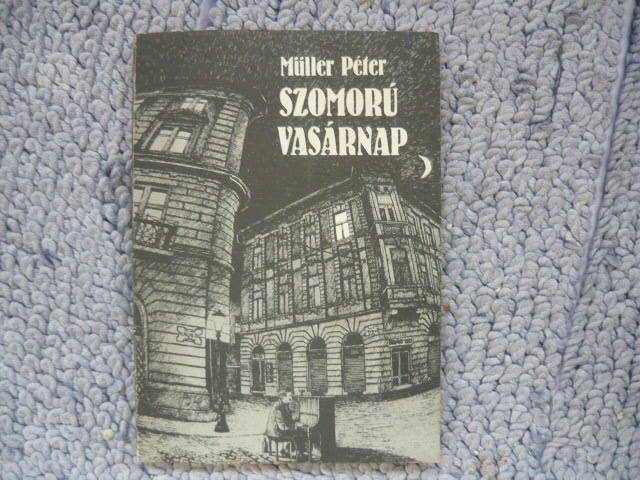 Müller Péter
SZOMORÚ
VASÁRNAP